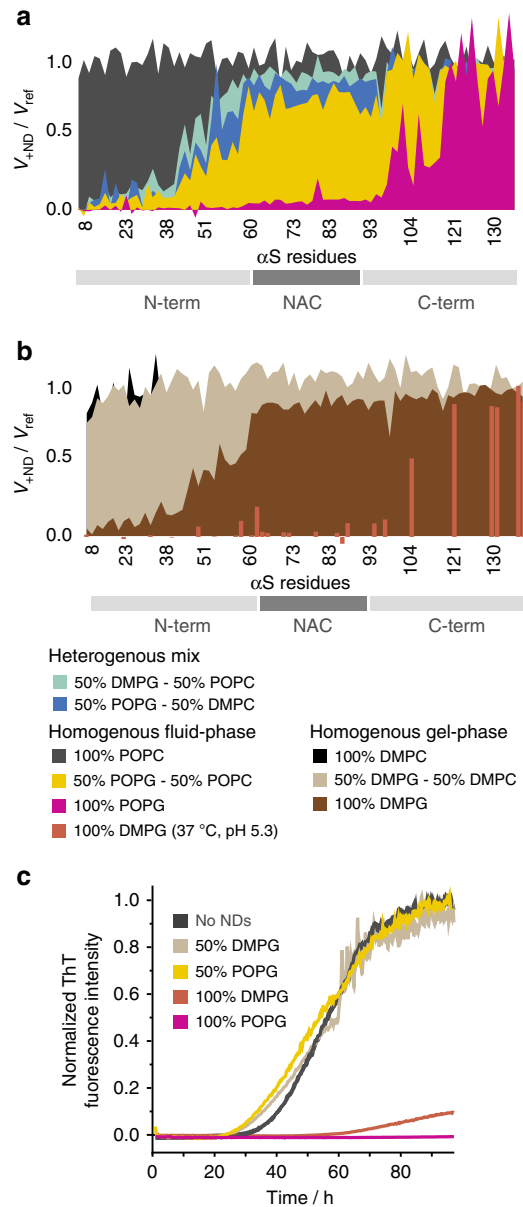 a
V+ND / Vref
1.0
0.5
0.0
8 23 38 51 60 73 83 93 104 121 130
αS residues
N-term NAC C-term
b
V+ND / Vref
1.0
0.5
0.0
8 23 38 51 60 73 83 93 104 121 130
αS residues
N-term NAC C-term
Heterogenous mix
50% DMPG - 50% POPC
50% POPG - 50% DMPC
Homogenous fluid-phase
100% POPC
50% POPG - 50% POPC
100% POPG
100% DMPG (37 °C, pH 5.3)
Homogenous gel-phase
100% DMPC
50% DMPG - 50% DMPC
100% DMPG
c
Normalized ThT
fluorescence intensity
1.0
0.8
0.6
0.4
0.2
0.0
No NDs
50% DMPG
50% POPG
100% DMPG
100% POPG
0 20 40 60 80
Time / h